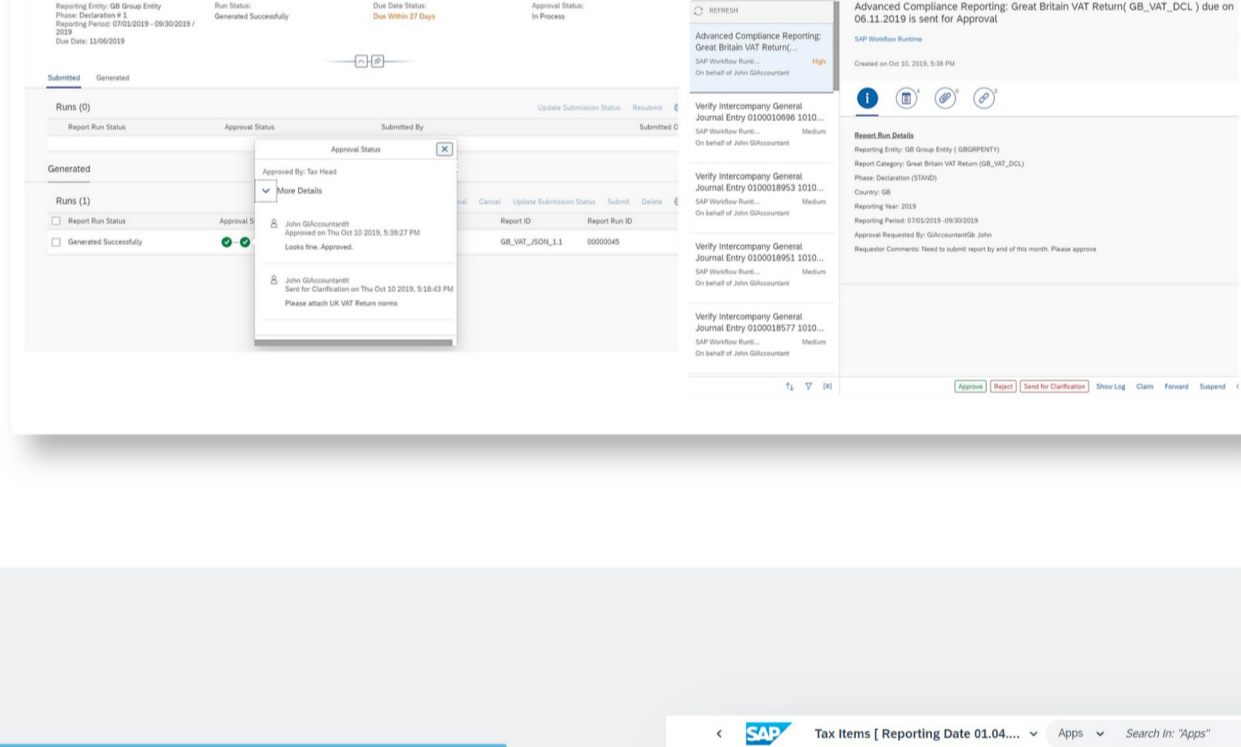 Reporting Entity: GB Group Entity
Phase: Declaration # 1
Reporting Period: 07/01/2019 - 09/30/2019 /
2019
Due Date: 11/06/2019
Run Status:
Generated Successfully
Due Date Status:
Due Within 27 Days
Approval Status:
In Process
Submitted Generated
Runs (0)
Update Submission Status Resubmit
Report Run Status Approval Status Submitted By Submitted O
Generated
Runs (1)
val Cancel Update Submission Status Submit Delete
Report Run Status Approval S Report ID Report Run ID
Generated Successfully GB_VAT_JSON_1.1 00000045
Approval Status
Approved By: Tax Head
More Details
John GlAccountantIt
Approved on Thu Oct 10 2019, 5:38:27 PM
Looks fine. Approved.
John GlAccountantIt
Sent for Clarification on Thu Oct 10 2019, 5:18:43 PM
Please attach UK VAT Return norms
REFRESH
Advanced Compliance Reporting:
Great Britain VAT Return(...
SAP Workflow Runti... High
On behalf of John GlAccountant
Verify Intercompany General
Journal Entry 0100010696 1010...
SAP Workflow Runti... Medium
On behalf of John GlAccountant
Verify Intercompany General
Journal Entry 0100018953 1010...
SAP Workflow Runti... Medium
On behalf of John GlAccountant
Verify Intercompany General
Journal Entry 0100018951 1010...
SAP Workflow Runti... Medium
On behalf of John GlAccountant
Verify Intercompany General
Journal Entry 0100018577 1010...
SAP Workflow Runti... Medium
On behalf of John GlAccountant
Advanced Compliance Reporting: Great Britain VAT Return( GB_VAT_DCL ) due on
06.11.2019 is sent for Approval
SAP Workflow Runtime
Created on Oct 10, 2019, 5:38 PM
Report Run Details
Reporting Entity: GB Group Entity ( GBGRPENTY)
Report Category: Great Britain VAT Return (GB_VAT_DCL)
Phase: Declaration (STAND)
Country: GB
Reporting Year: 2019
Reporting Period: 07/01/2019 -09/30/2019
Approval Requested By: GlAccountantGb John
Requestor Comments: Need to submit report by end of this month. Please approve
Approve Reject Send for Clarification Show Log Claim Forward Suspend
SAP Tax Items [ Reporting Date 01.04.... Apps Search In: "Apps"